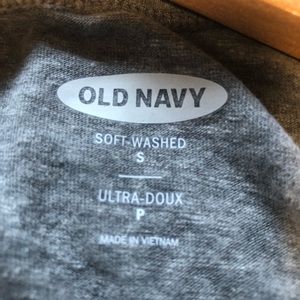 OLD NAVY
SOFT-WASHED
S
ULTRA-DOUX
P
MADE IN VIETNAM